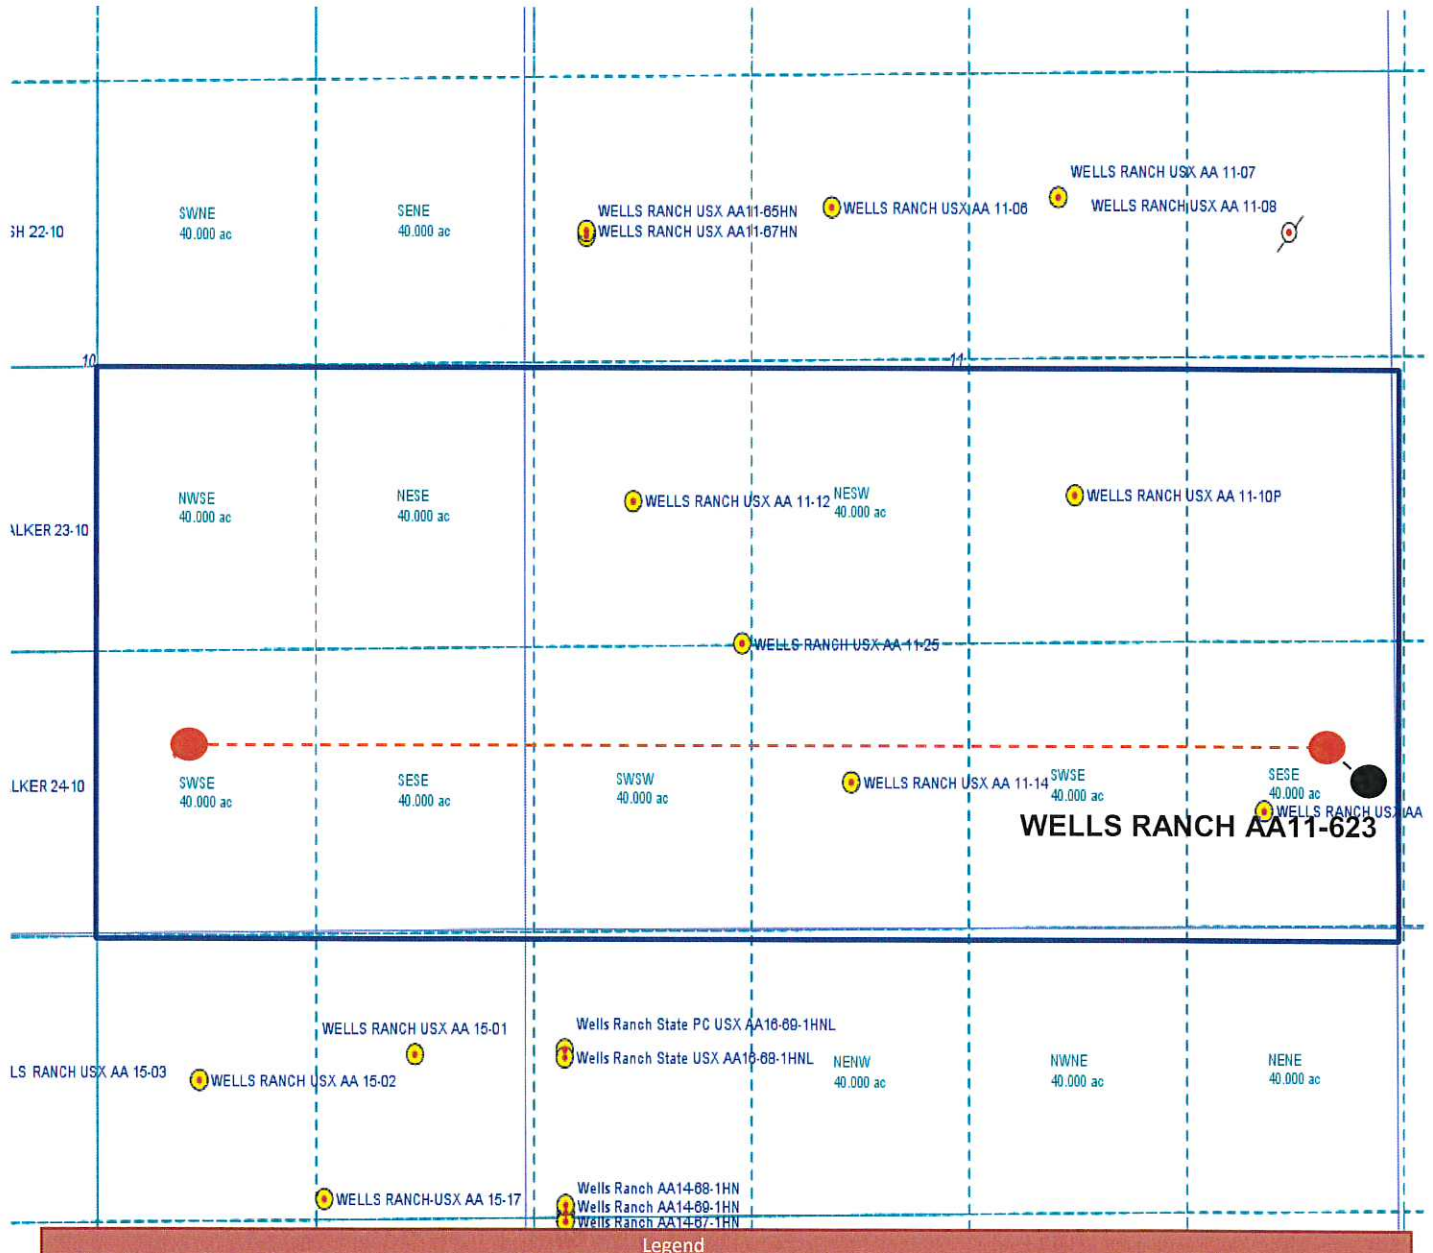 WELLS RANCH USX AA 11-07
SWNE
40.000 ac
SENE
40.000 ac
WELLS RANCH USX AA11-65HN
WELLS RANCH USX AA 11-06
WELLS RANCH USX AA 11-08
SH 22-10
WELLS RANCH USX AA11-67HN
10
11
NWSE
40.000 ac
NESE
40.000 ac
WELLS RANCH USX AA 11-12
NESW
40.000 ac
WELLS RANCH USX AA 11-10P
ALKER 23-10
WELLS RANCH USX AA 11-25
LKER 24-10
SWSE
40.000 ac
SESE
40.000 ac
SWSW
40.000 ac
WELLS RANCH USX AA 11-14
SWSE
40.000 ac
SESE
40.000 ac
WELLS RANCH USX AA
WELLS RANCH AA11-623
WELLS RANCH USX AA 15-01
Wells Ranch State PC USX AA16-69-1HNL
Wells Ranch State USX AA16-68-1HNL
LS RANCH USX AA 15-03
WELLS RANCH USX AA 15-02
NENW
40.000 ac
NWNE
40.000 ac
NENE
40.000 ac
WELLS RANCH-USX AA 15-17
Wells Ranch AA14-68-1HN
Wells Ranch AA14-69-1HN
Wells Ranch AA14-67-1HN
Legend